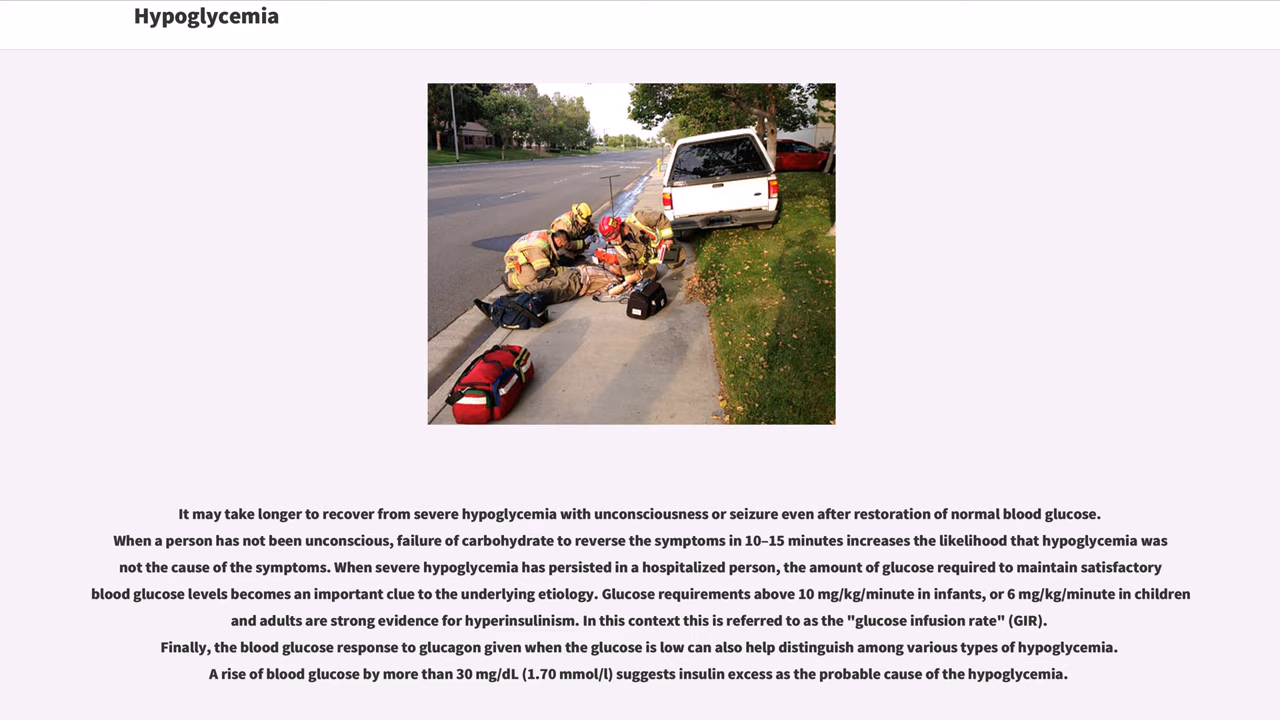 Hypoglycemia
It may take longer to recover from severe hypoglycemia with unconsciousness or seizure even after restoration of normal blood glucose.
When a person has not been unconscious, failure of carbohydrate to reverse the symptoms in 10–15 minutes increases the likelihood that hypoglycemia was
not the cause of the symptoms. When severe hypoglycemia has persisted in a hospitalized person, the amount of glucose required to maintain satisfactory
blood glucose levels becomes an important clue to the underlying etiology. Glucose requirements above 10 mg/kg/minute in infants, or 6 mg/kg/minute in children
and adults are strong evidence for hyperinsulinism. In this context this is referred to as the "glucose infusion rate" (GIR).
Finally, the blood glucose response to glucagon given when the glucose is low can also help distinguish among various types of hypoglycemia.
A rise of blood glucose by more than 30 mg/dL (1.70 mmol/l) suggests insulin excess as the probable cause of the hypoglycemia.